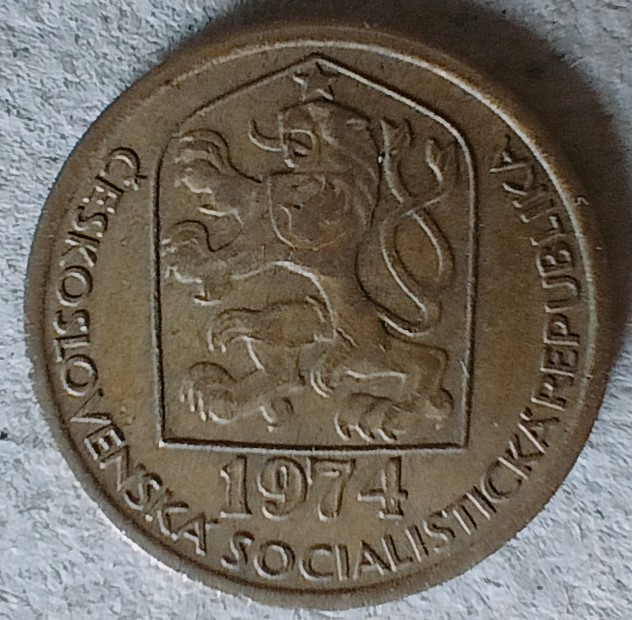 ČESKOSLOVENSKÁ SOCIALISTICKÁ REPUBLIKA
1974